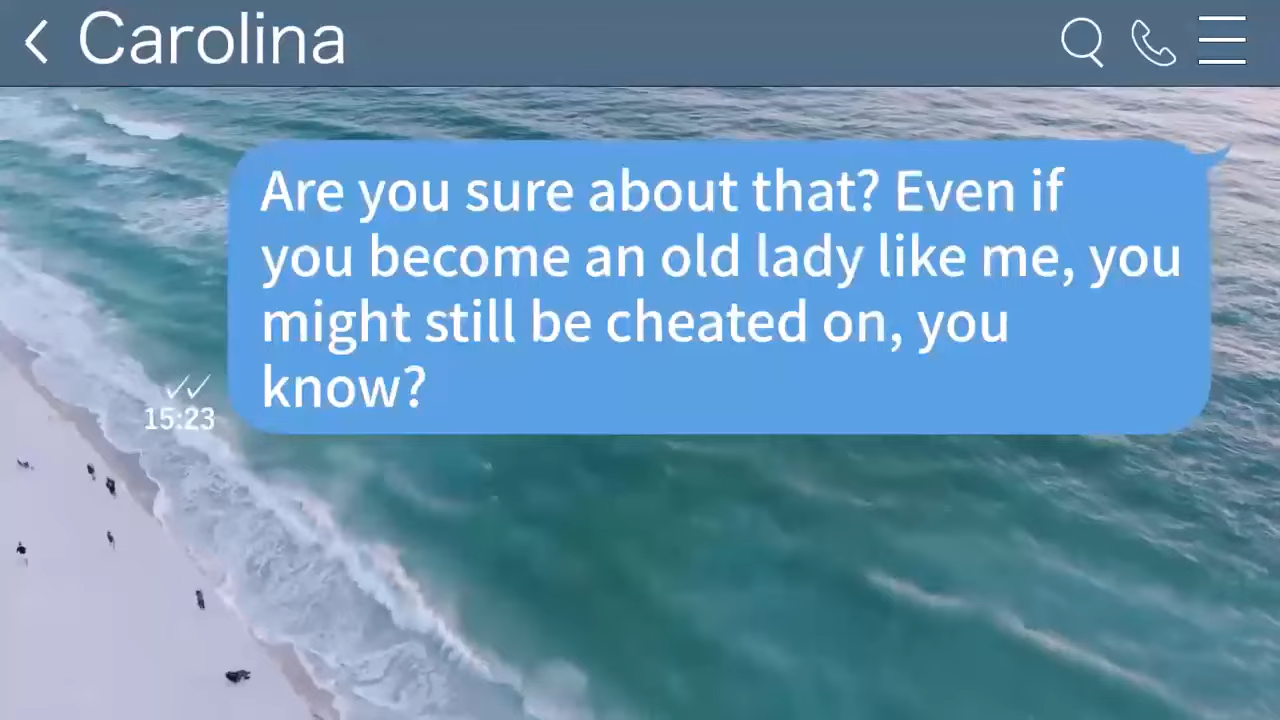 Carolina
Are you sure about that? Even if
you become an old lady like me, you
might still be cheated on, you
know?
15:23